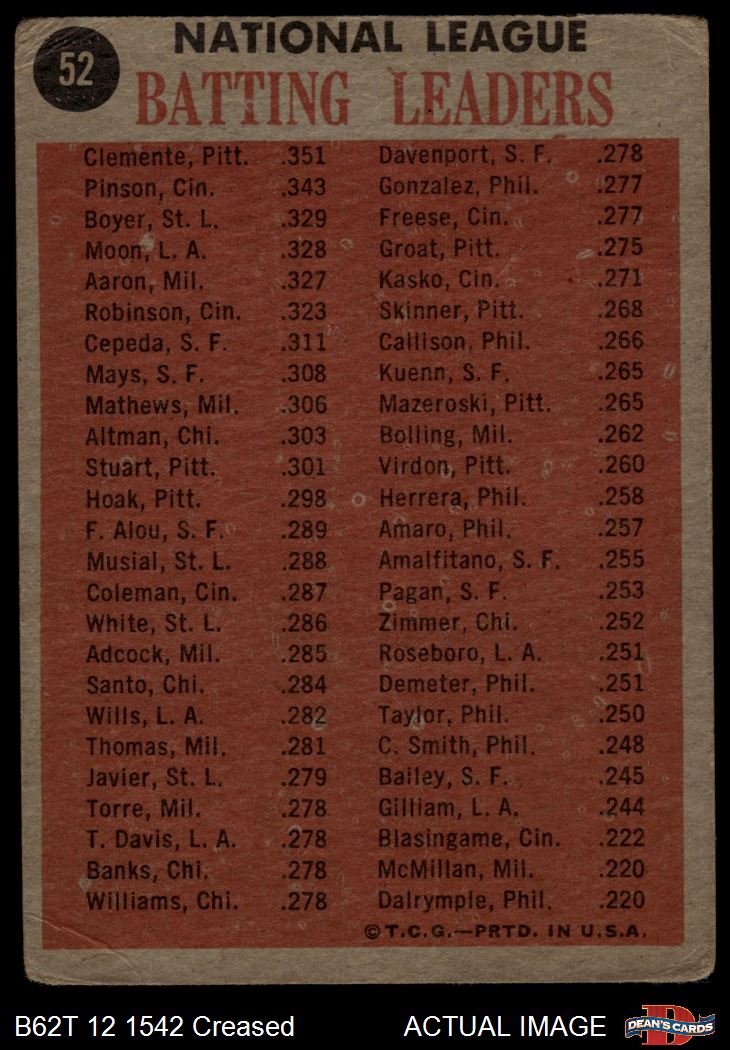 52
NATIONAL LEAGUE
BATTING LEADERS
Clemente, Pitt. .351
Pinson, Cin. .343
Boyer, St. L. .329
Moon, L. A. .328
Aaron, Mil. .327
Robinson, Cin. .323
Cepeda, S. F. .311
Mays, S. F. .308
Mathews, Mil. .306
Altman, Chi. .303
Stuart, Pitt. .301
Hoak, Pitt. .298
F. Alou, S. F. .289
Musial, St. L. .288
Coleman, Cin. .287
White, St. L. .286
Adcock, Mil. .285
Santo, Chi. .284
Wills, L. A. .282
Thomas, Mil. .281
Javier, St. L. .279
Torre, Mil. .278
T. Davis, L. A. .278
Banks, Chi. .278
Williams, Chi. .278
Davenport, S. F. .278
Gonzalez, Phil. .277
Freese, Cin. .277
Groat, Pitt. .275
Kasko, Cin. .271
Skinner, Pitt. .268
Callison, Phil. .266
Kuenn, S. F. .265
Mazeroski, Pitt. .265
Bolling, Mil. .262
Virdon, Pitt. .260
Herrera, Phil. .258
Amaro, Phil. .257
Amalfitano, S. F. .255
Pagan, S. F. .253
Zimmer, Chi. .252
Roseboro, L. A. .251
Demeter, Phil. .251
Taylor, Phil. .250
C. Smith, Phil. .248
Bailey, S. F. .245
Gilliam, L. A. .244
Blasingame, Cin. .222
McMillan, Mil. .220
Dalrymple, Phil. .220
©T.C.G.—PRTD. IN U.S.A.
B62T 12 1542 Creased
ACTUAL IMAGE
D
DEAN'S CARDS